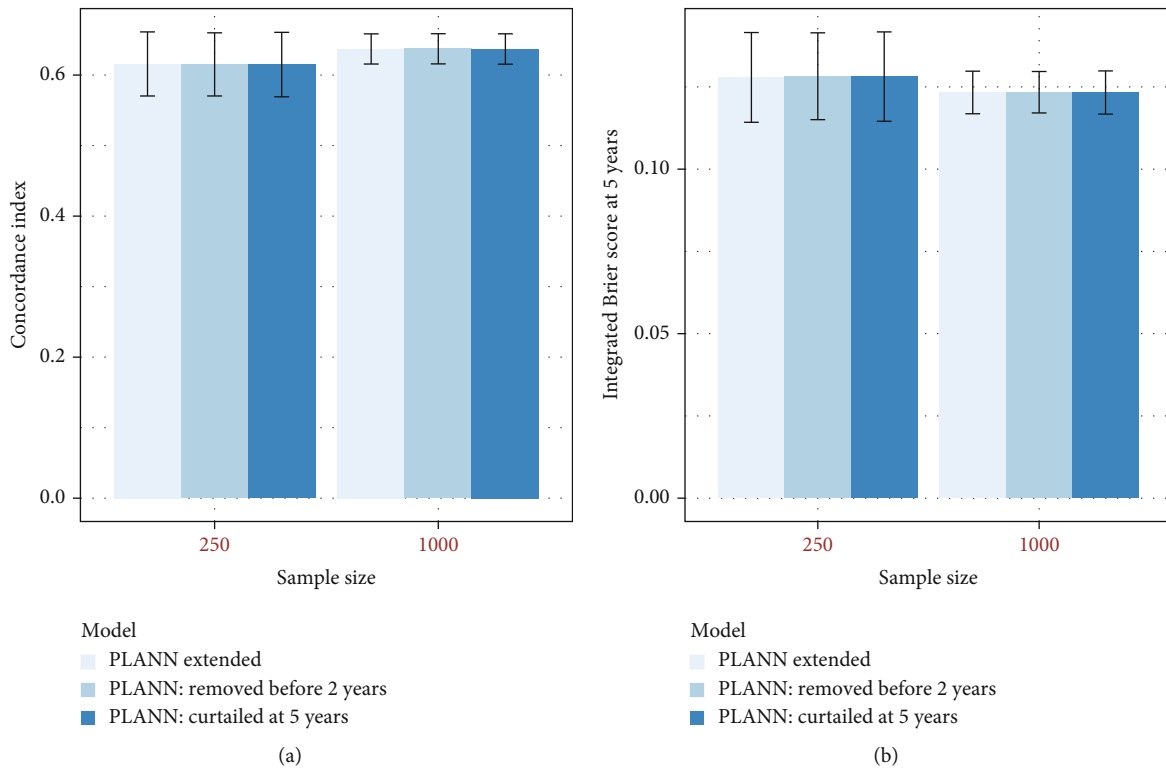 Concordance index
0.6
0.4
0.2
0.0
250
1000
Sample size
Model
PLANN extended
PLANN: removed before 2 years
PLANN: curtailed at 5 years
(a)
Integrated Brier score at 5 years
0.10
0.05
0.00
250
1000
Sample size
Model
PLANN extended
PLANN: removed before 2 years
PLANN: curtailed at 5 years
(b)